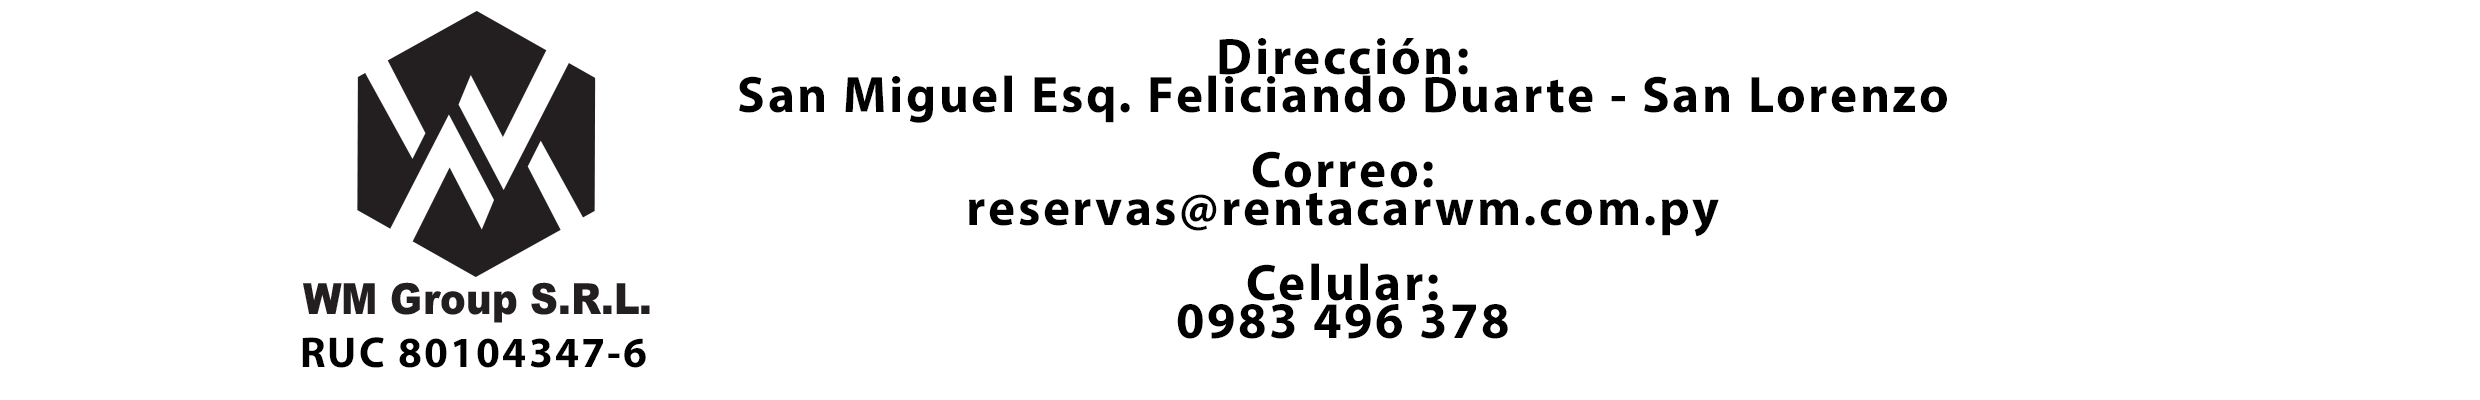 WM Group S.R.L.
RUC 80104347-6
Dirección:
San Miguel Esq. Feliciando Duarte - San Lorenzo
Correo:
reservas@rentacarwm.com.py
Celular:
0983 496 378